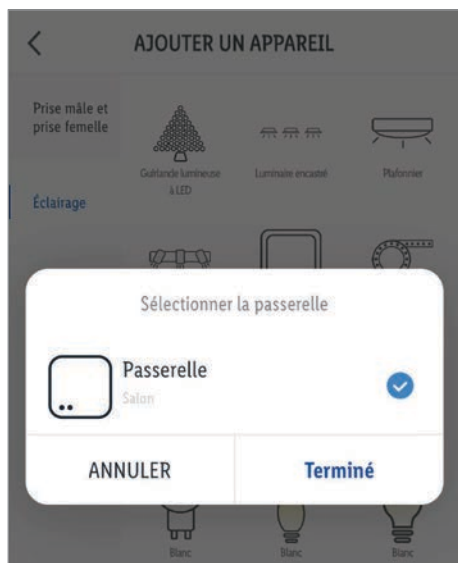 AJOUTER UN APPAREIL
Prise mâle et
prise femelle
Guirlande lumineuse
à LED
Luminaire encastré
Plafonnier
Éclairage
Sélectionner la passerelle
Passerelle
Salon
ANNULER
Terminé
Blanc
Blanc
Blanc